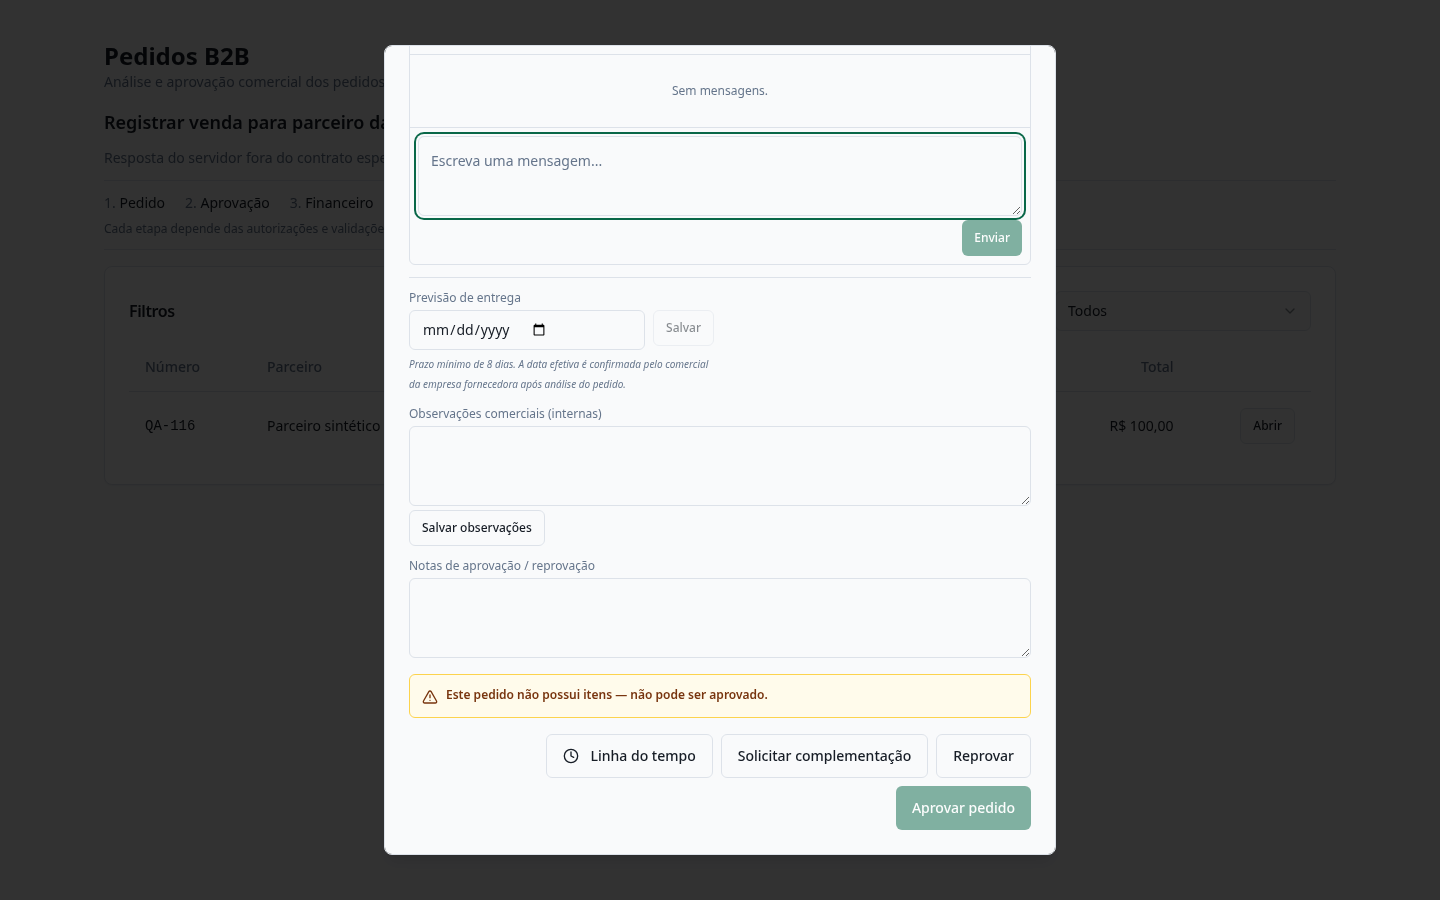 Pedidos B2B
Análise e aprovação comercial dos pedidos
Registrar venda para parceiro da
Resposta do servidor fora do contrato espe
1. Pedido 2. Aprovação 3. Financeiro
Cada etapa depende das autorizações e validaçõe
Filtros
Todos
Número Parceiro Total
QA-116 Parceiro sintético R$ 100,00 Abrir
Sem mensagens.
Escreva uma mensagem...
Enviar
Previsão de entrega
mm/dd/yyyy
Salvar
Prazo mínimo de 8 dias. A data efetiva é confirmada pelo comercial
da empresa fornecedora após análise do pedido.
Observações comerciais (internas)
Salvar observações
Notas de aprovação / reprovação
Este pedido não possui itens — não pode ser aprovado.
Linha do tempo
Solicitar complementação
Reprovar
Aprovar pedido